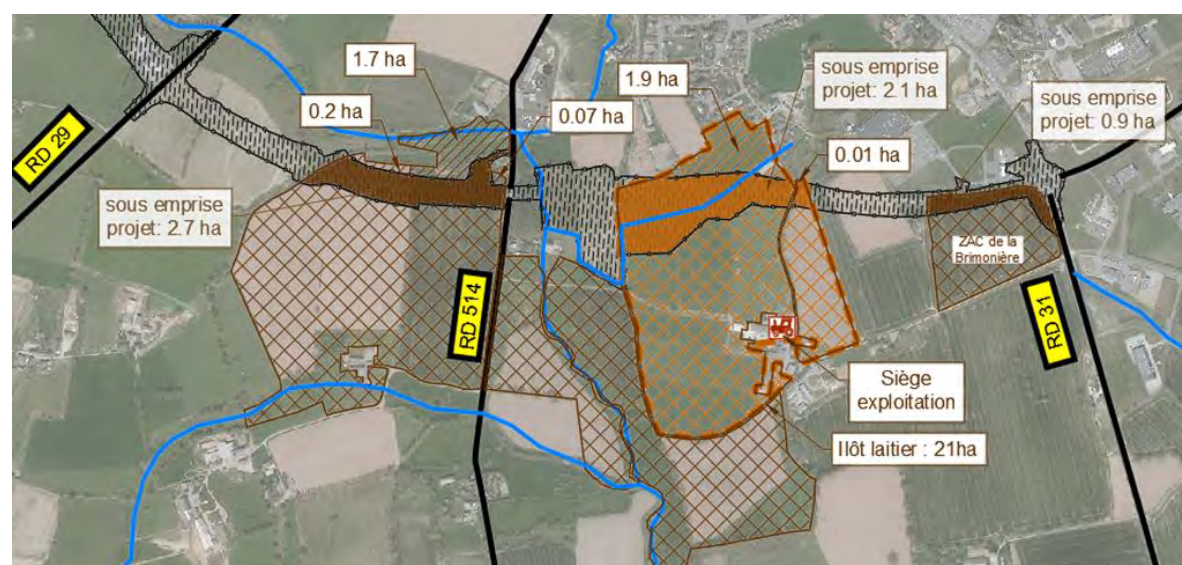 1.7 ha
0.2 ha
0.07 ha
1.9 ha
sous emprise
projet: 2.1 ha
sous emprise
projet: 0.9 ha
0.01 ha
RD 29
sous emprise
projet: 2.7 ha
ZAC de la
Brimonière
RD 514
RD 31
Siège
exploitation
Ilôt laitier : 21ha